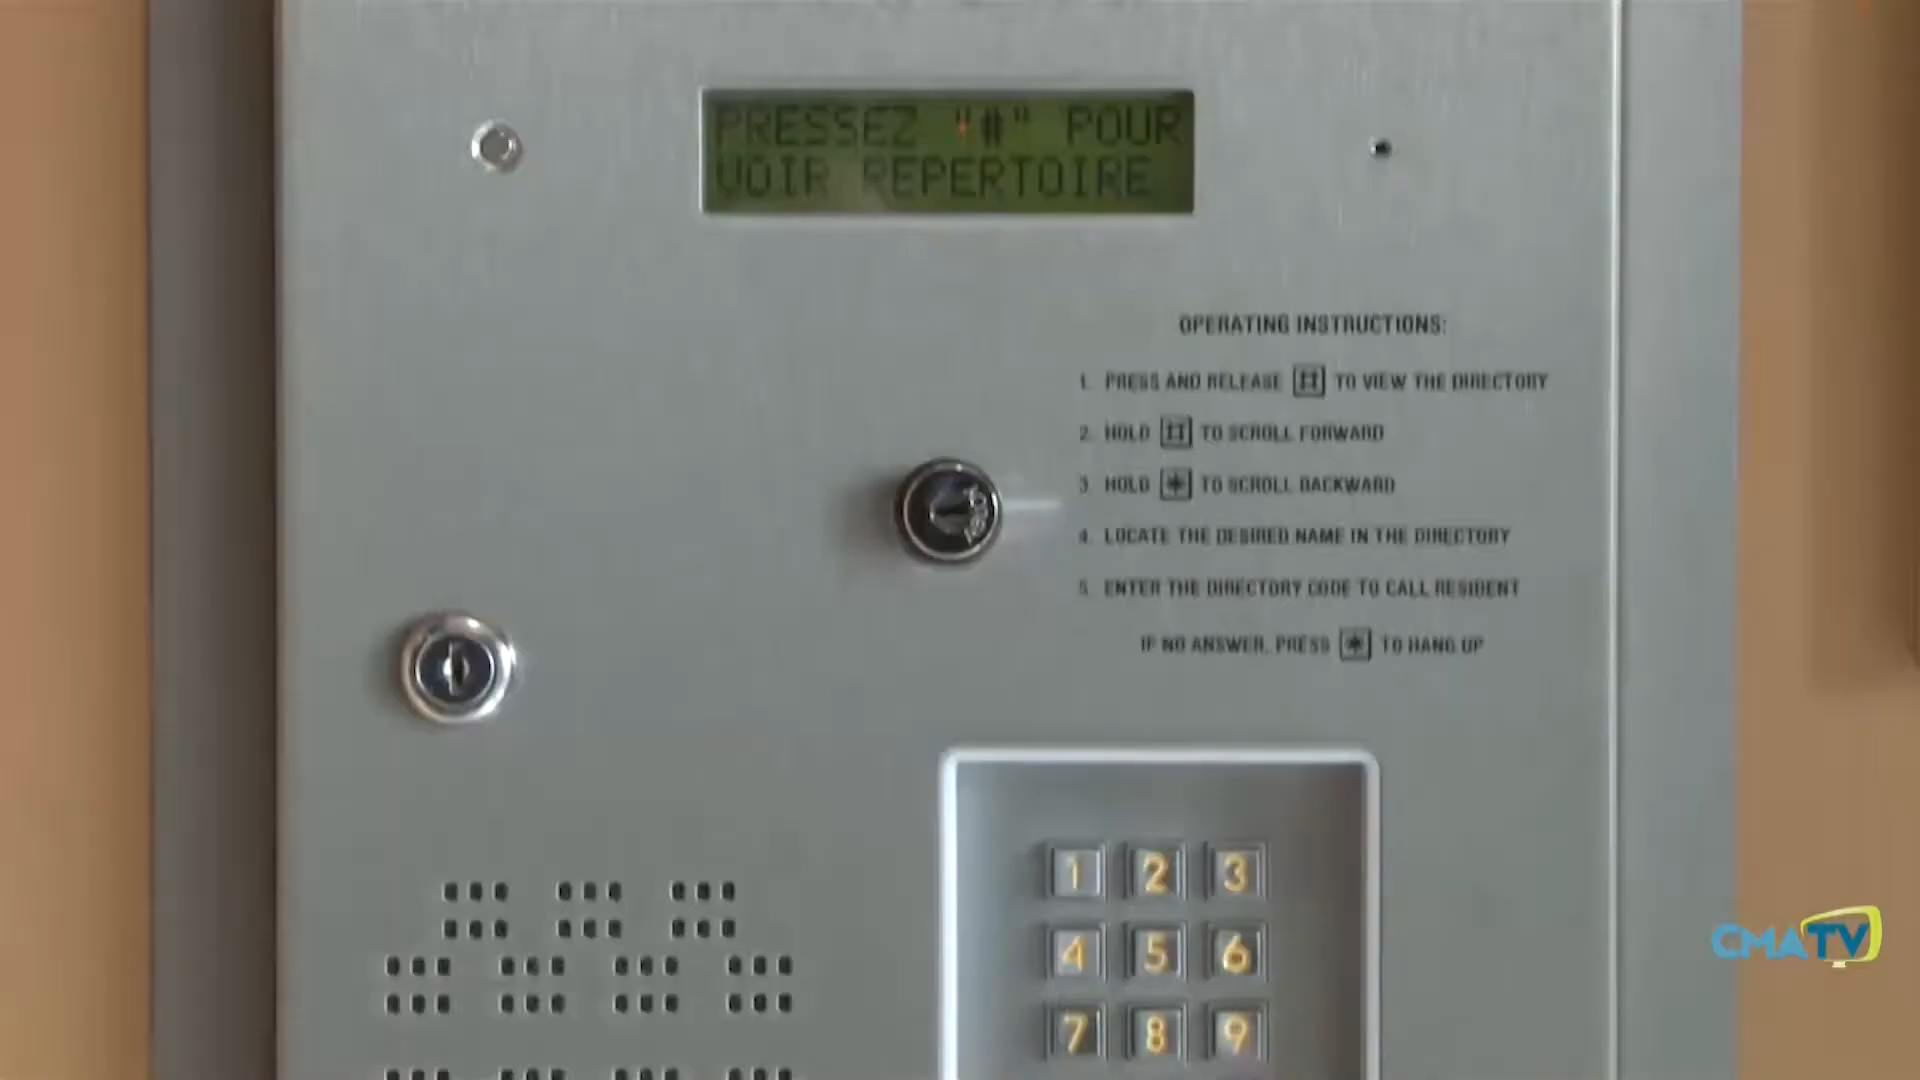 PRESSEZ "#" POUR
VOIR REPERTOIRE
OPERATING INSTRUCTIONS:
1. PRESS AND RELEASE # TO VIEW THE DIRECTORY
2. HOLD # TO SCROLL FORWARD
3. HOLD * TO SCROLL BACKWARD
4. LOCATE THE DESIRED NAME IN THE DIRECTORY
5. ENTER THE DIRECTORY CODE TO CALL RESIDENT
IF NO ANSWER, PRESS * TO HANG UP
1 2 3
4 5 6
7 8 9
CMATV